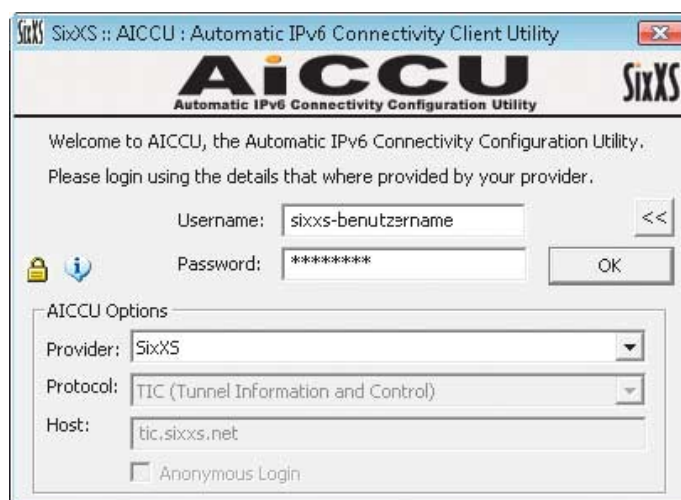 SixXS :: AICCU : Automatic IPv6 Connectivity Client Utility
AiCCU
Automatic IPv6 Connectivity Configuration Utility
SixXS
Welcome to AICCU, the Automatic IPv6 Connectivity Configuration Utility.
Please login using the details that where provided by your provider.
Username: sixxs-benutzername
<<
Password: ********
OK
AICCU Options
Provider: SixXS
Protocol: TIC (Tunnel Information and Control)
Host: tic.sixxs.net
Anonymous Login